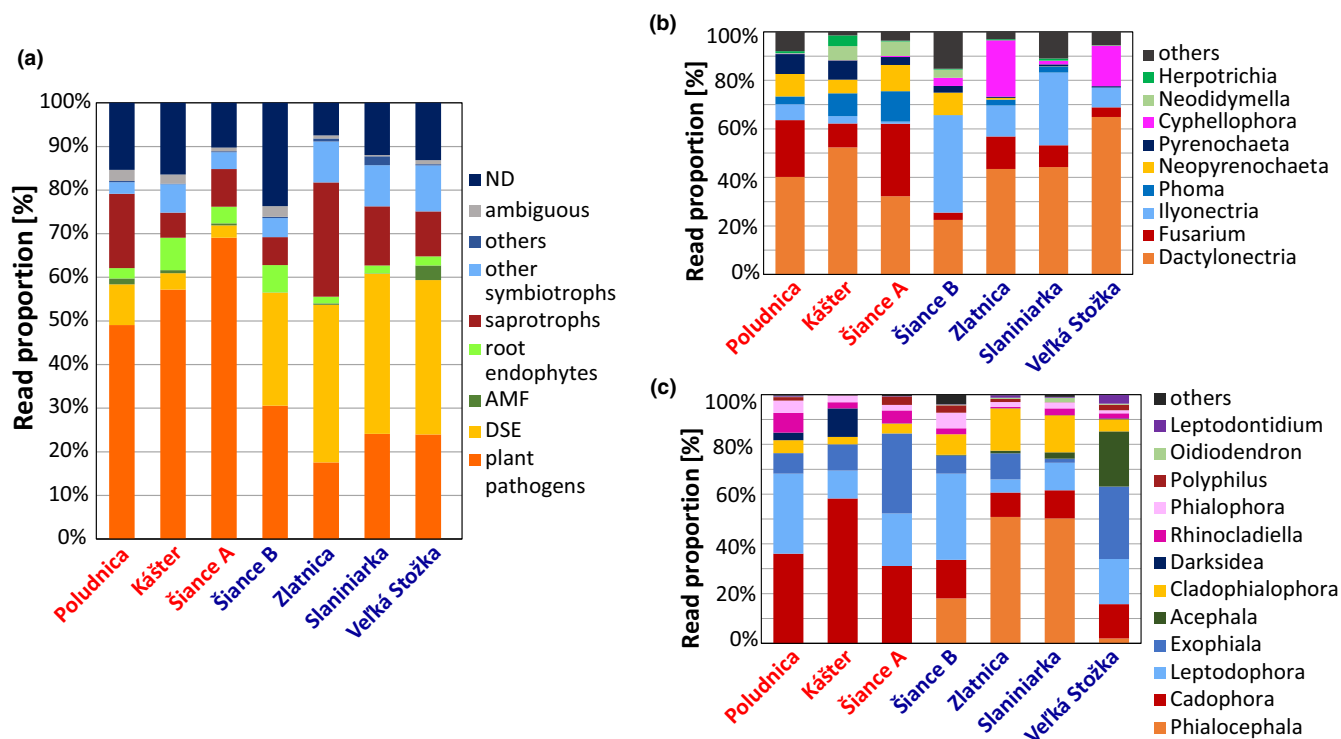 (a)
Read proportion [%]
100%
90%
80%
70%
60%
50%
40%
30%
20%
10%
0%
Poludnica
Kášter
Šiance A
Šiance B
Zlatnica
Slaniniarka
Veľká Stožka
ND
ambiguous
others
other
symbiotrophs
saprotrophs
root
endophytes
AMF
DSE
plant
pathogens
(b)
Read proportion [%]
100%
80%
60%
40%
20%
0%
Poludnica
Kášter
Šiance A
Šiance B
Zlatnica
Slaniniarka
Veľká Stožka
others
Herpotrichia
Neodidymella
Cyphellophora
Pyrenochaeta
Neopyrenochaeta
Phoma
Ilyonectria
Fusarium
Dactylonectria
(c)
Read proportion [%]
100%
80%
60%
40%
20%
0%
Poludnica
Kášter
Šiance A
Šiance B
Zlatnica
Slaniniarka
Veľká Stožka
others
Leptodontidium
Oidiodendron
Polyphilus
Phialophora
Rhinocladiella
Darksidea
Cladophialophora
Acephala
Exophiala
Leptodophora
Cadophora
Phialocephala